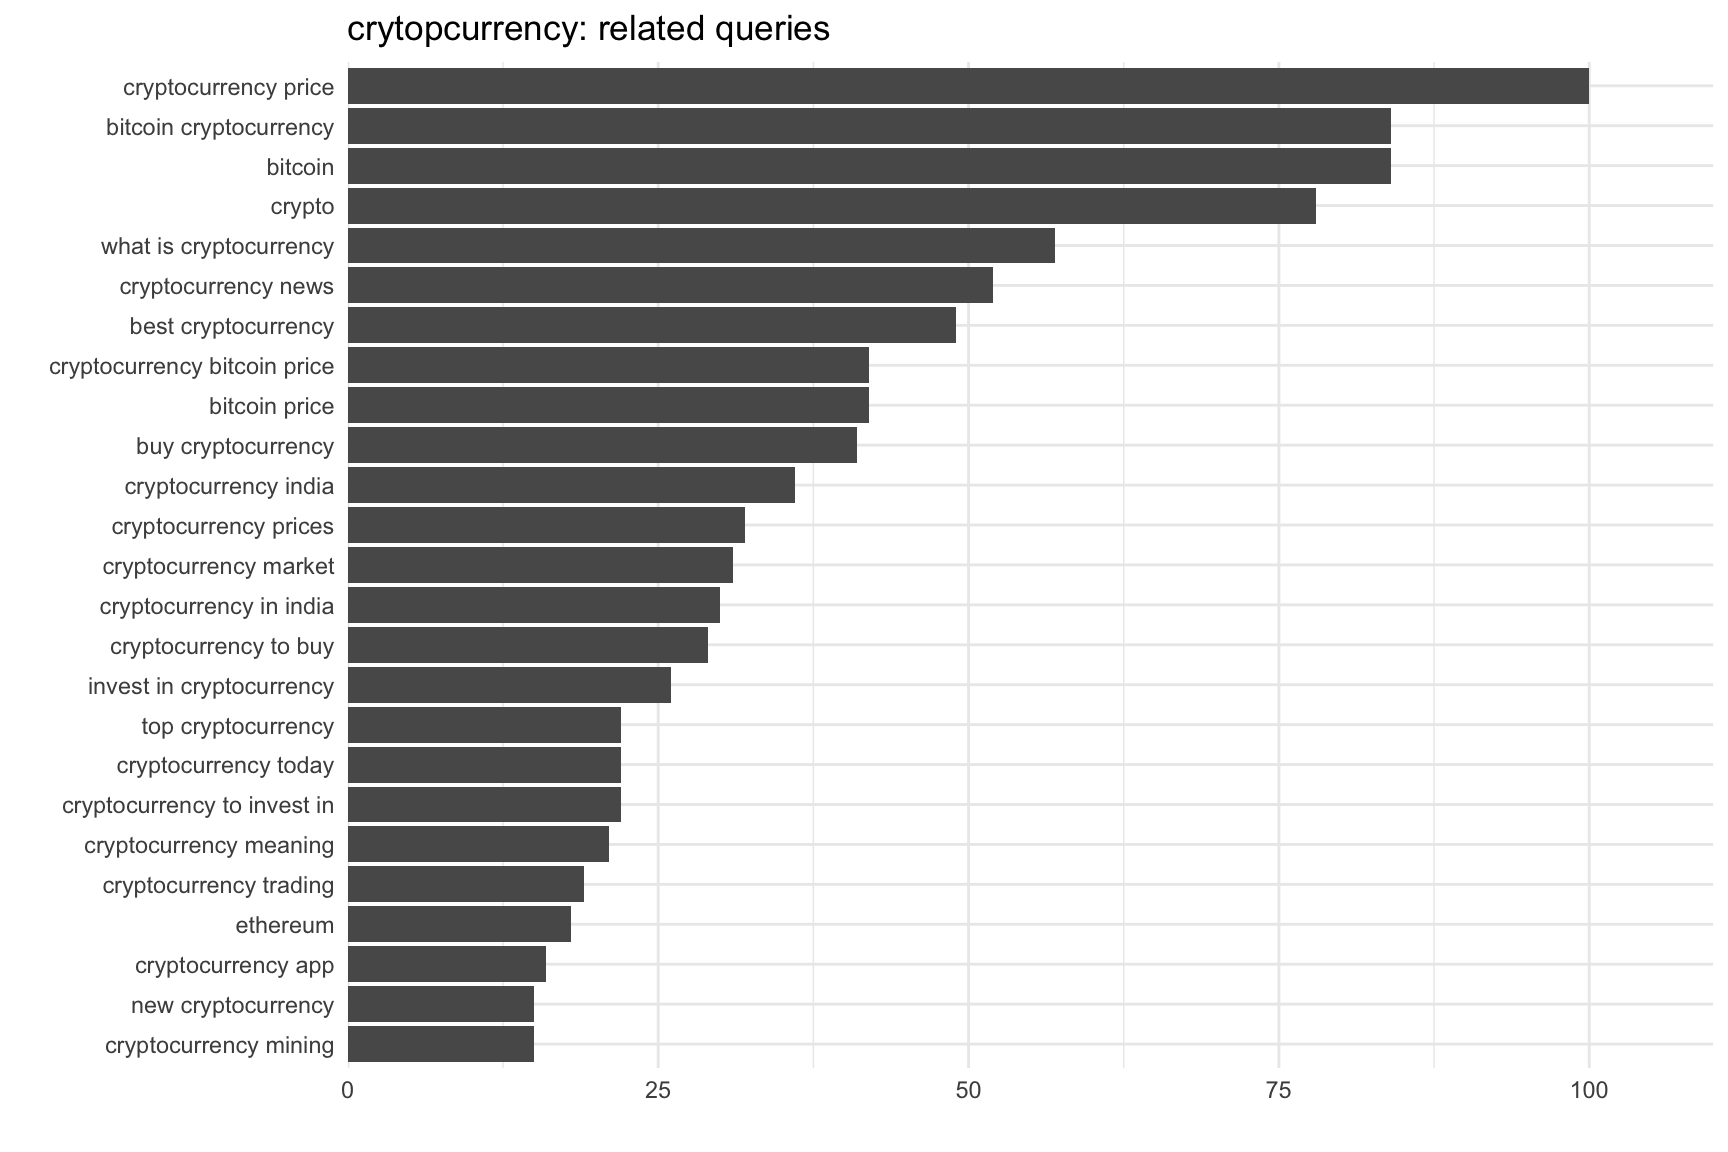 crytopcurrency: related queries
cryptocurrency price
bitcoin cryptocurrency
bitcoin
crypto
what is cryptocurrency
cryptocurrency news
best cryptocurrency
cryptocurrency bitcoin price
bitcoin price
buy cryptocurrency
cryptocurrency india
cryptocurrency prices
cryptocurrency market
cryptocurrency in india
cryptocurrency to buy
invest in cryptocurrency
top cryptocurrency
cryptocurrency today
cryptocurrency to invest in
cryptocurrency meaning
cryptocurrency trading
ethereum
cryptocurrency app
new cryptocurrency
cryptocurrency mining
0 25 50 75 100